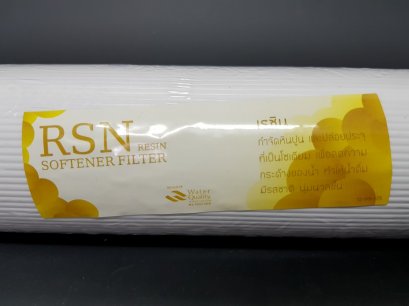 RSN RESIN
SOFTENER FILTER
Water
Quality
เรซิน
กำจัดหินปูน และปล่อยประจุ
ที่เป็นโซเดียม เพื่อลดความ
กระด้างของน้ำ ทำให้น้ำดื่ม
มีรสชาติ นุ่มนวลขึ้น